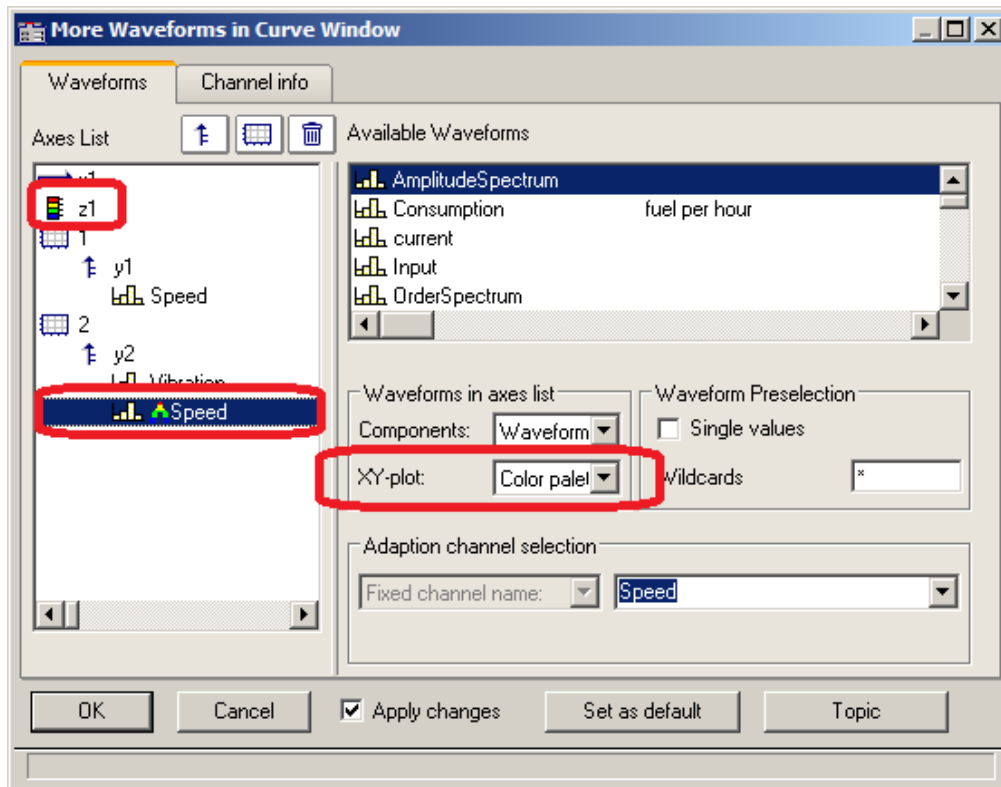 More Waveforms in Curve Window
Waveforms Channel info
Axes List
Available Waveforms
z1
1
y1
Speed
2
y2
Vibration
Speed
AmplitudeSpectrum
Consumption fuel per hour
current
Input
OrderSpectrum
Waveforms in axes list
Components: Waveform
XY-plot: Color palet
Waveform Preselection
Single values
Wildcards *
Adaption channel selection
Fixed channel name: Speed
OK Cancel Apply changes Set as default Topic